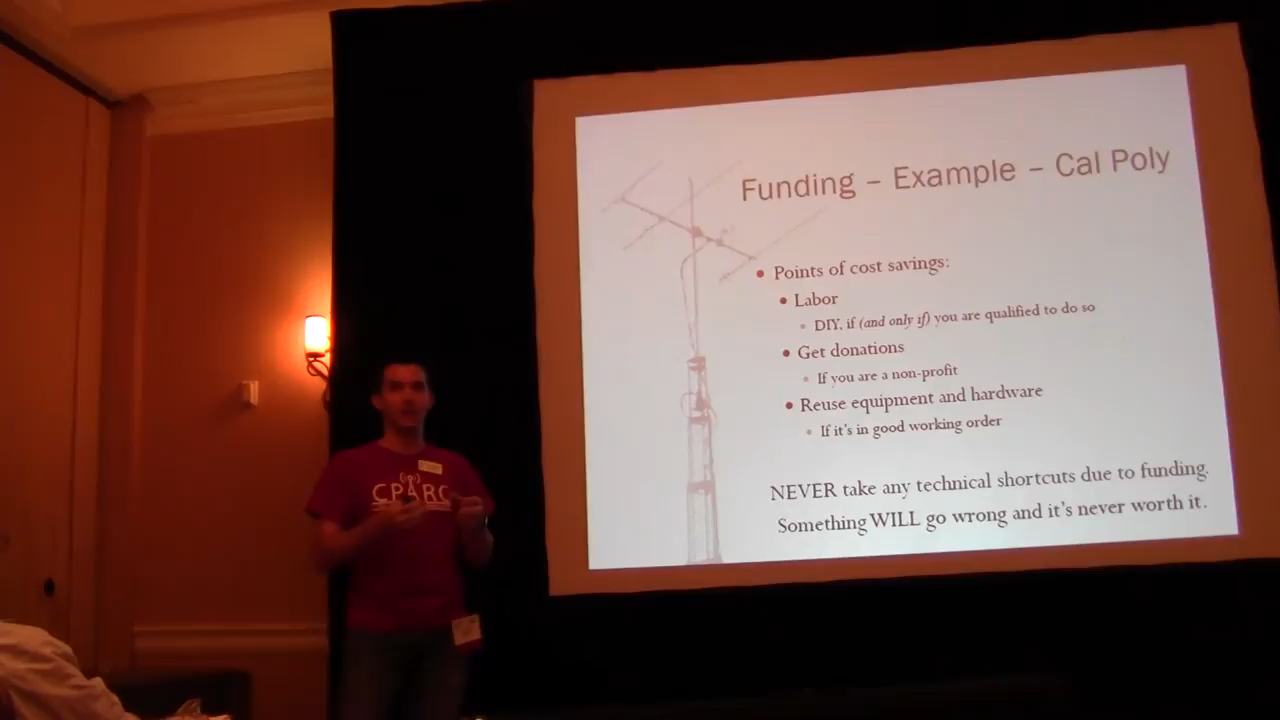 Funding – Example – Cal Poly
Points of cost savings:
Labor
DIY, if (and only if) you are qualified to do so
Get donations
If you are a non-profit
Reuse equipment and hardware
If it's in good working order
NEVER take any technical shortcuts due to funding.
Something WILL go wrong and it's never worth it.
CPARC